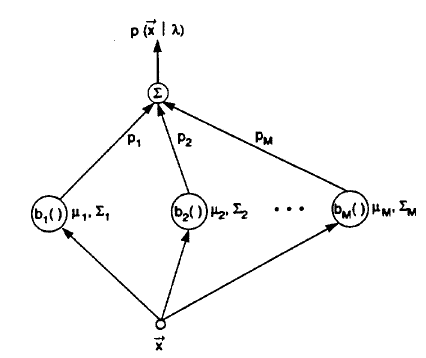 p (x⃗ | λ)
Σ
p₁ p₂ pM
b₁( ) μ₁, Σ₁ b₂( ) μ₂, Σ₂ • • • bM( ) μM, ΣM
x⃗